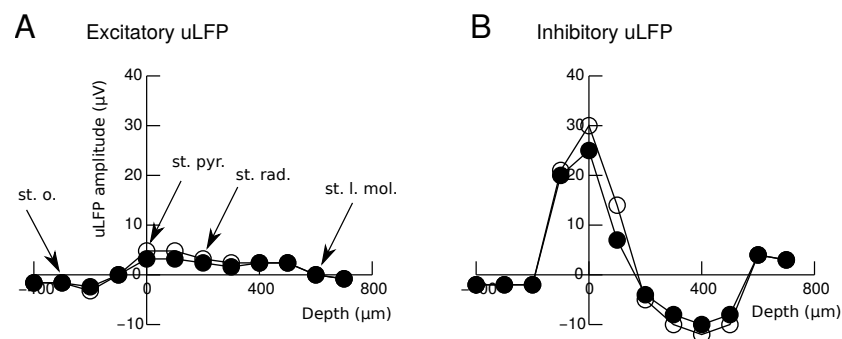 A
Excitatory uLFP
40
30
20
10
0
−10
uLFP amplitude (µV)
st. o.
st. pyr.
st. rad.
st. l. mol.
0
400
800
Depth (µm)
B
Inhibitory uLFP
40
30
20
10
0
−10
0
400
800
Depth (µm)